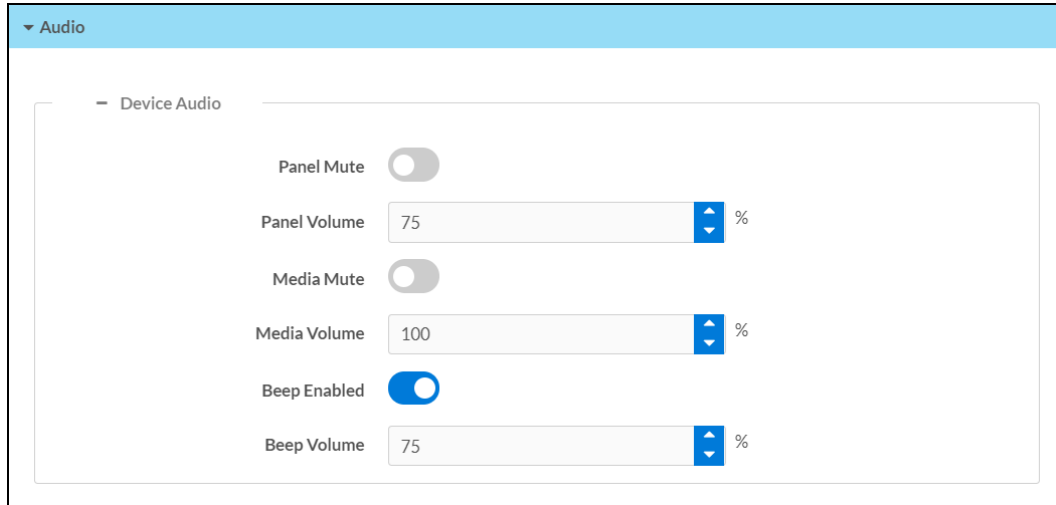 Audio
Device Audio
Panel Mute
Panel Volume 75 %
Media Mute
Media Volume 100 %
Beep Enabled
Beep Volume 75 %